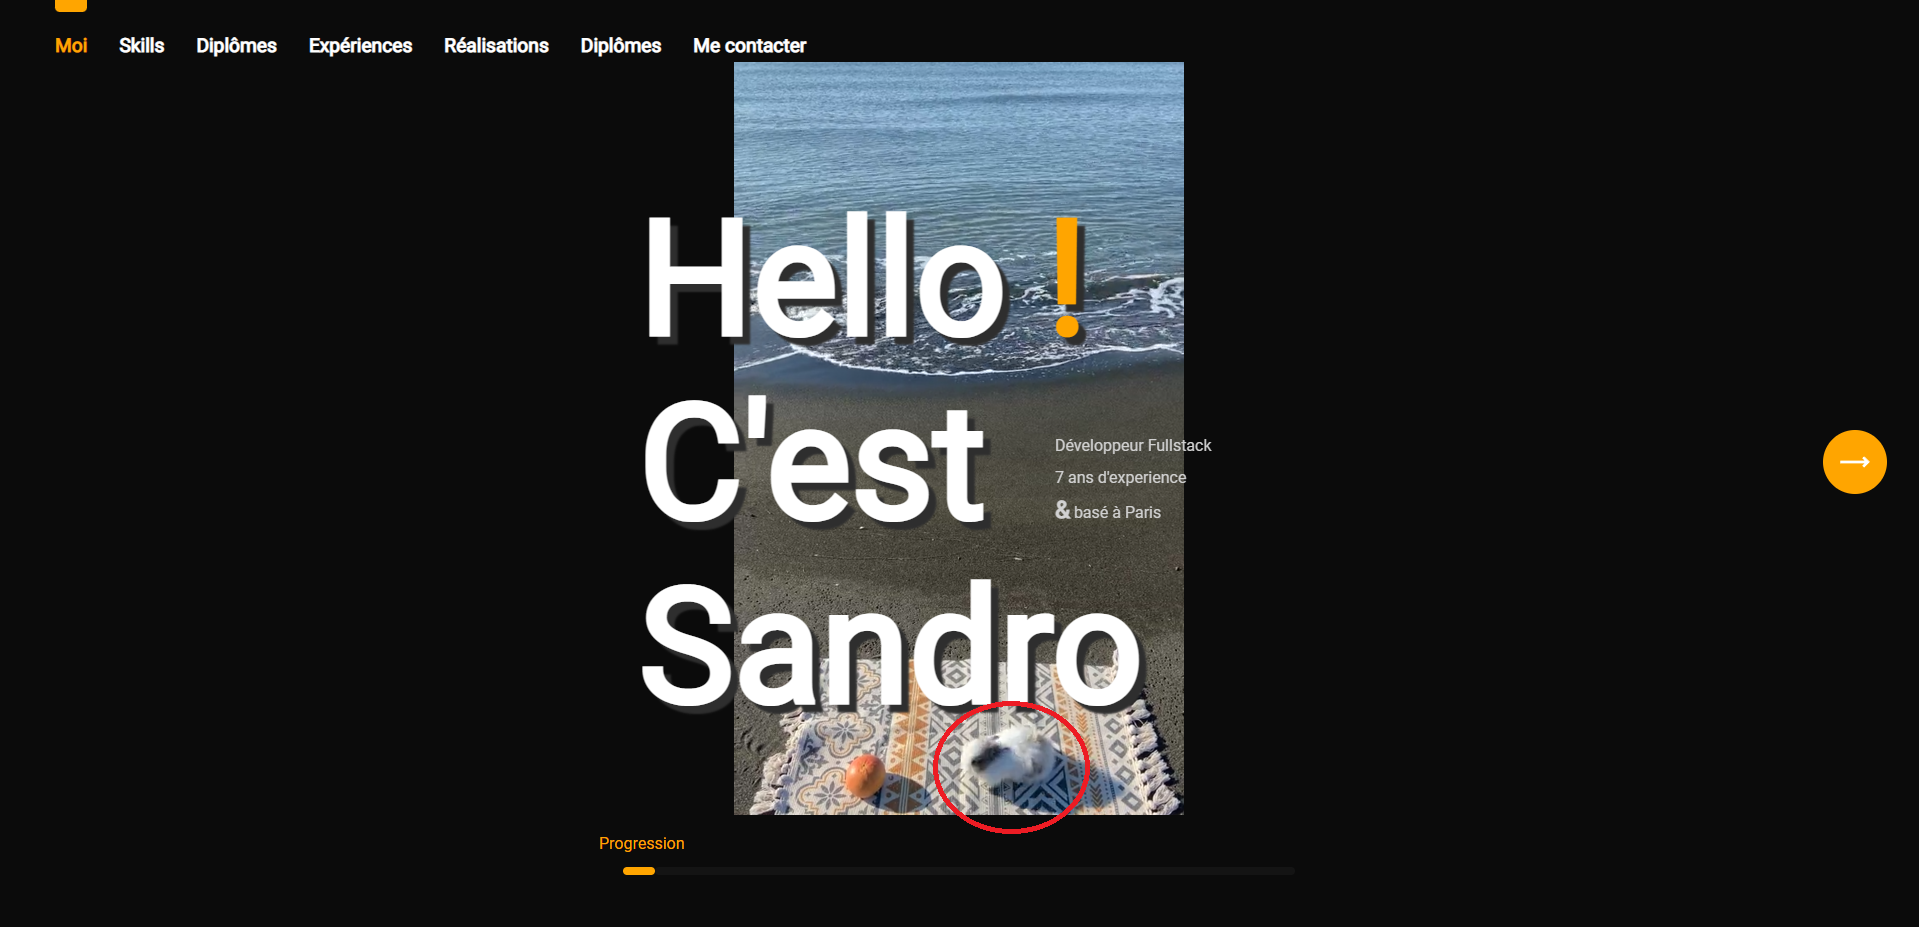 Moi Skills Diplômes Expériences Réalisations Diplômes Me contacter
Hello !
C'est
Développeur Fullstack
7 ans d'experience
& basé à Paris
Sandro
Progression